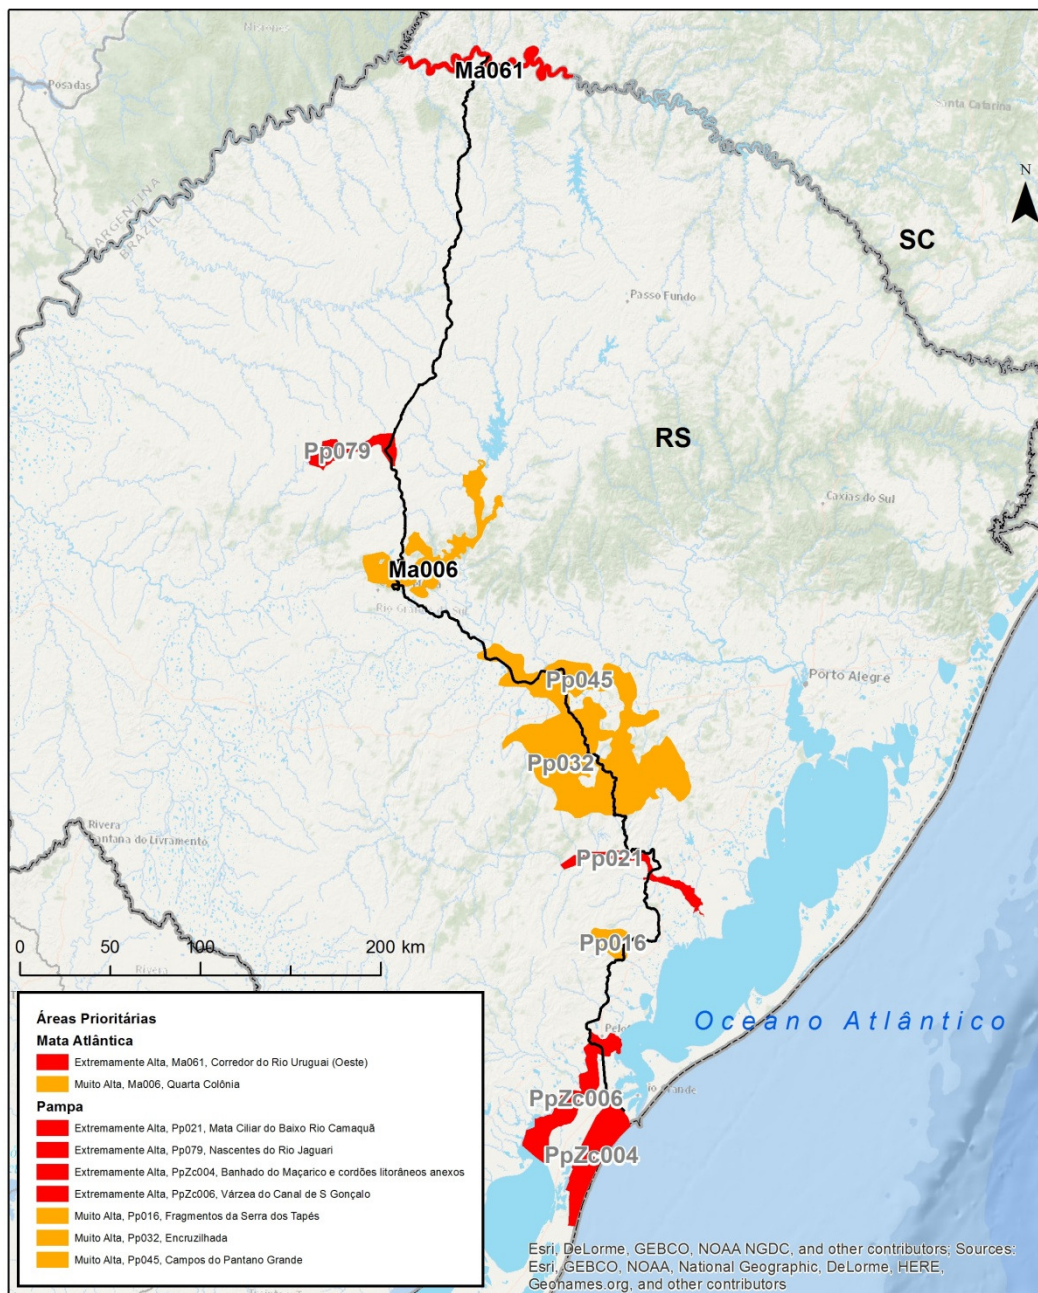 Misiones
Posadas
Ma061
Santa Catarina
N
ARGENTINA
BRAZIL
SC
Passo Fundo
RS
Pp079
Caxias do Sul
Ma006
Pp045
Porto Alegre
Pp032
Rivera
Santana do Livramento
Pp021
Pp016
0 50 100 200 km
Oceano Atlântico
PpZc006
PpZc004
Áreas Prioritárias
Mata Atlântica
Extremamente Alta, Ma061, Corredor do Rio Uruguai (Oeste)
Muito Alta, Ma006, Quarta Colônia
Pampa
Extremamente Alta, Pp021, Mata Ciliar do Baixo Rio Camaquã
Extremamente Alta, Pp079, Nascentes do Rio Jaguari
Extremamente Alta, PpZc004, Banhado do Maçarico e cordões litorâneos anexos
Extremamente Alta, PpZc006, Várzea do Canal de S Gonçalo
Muito Alta, Pp016, Fragmentos da Serra dos Tapés
Muito Alta, Pp032, Encruzilhada
Muito Alta, Pp045, Campos do Pantano Grande
Esri, DeLorme, GEBCO, NOAA NGDC, and other contributors; Sources:
Esri, GEBCO, NOAA, National Geographic, DeLorme, HERE,
Geonames.org, and other contributors